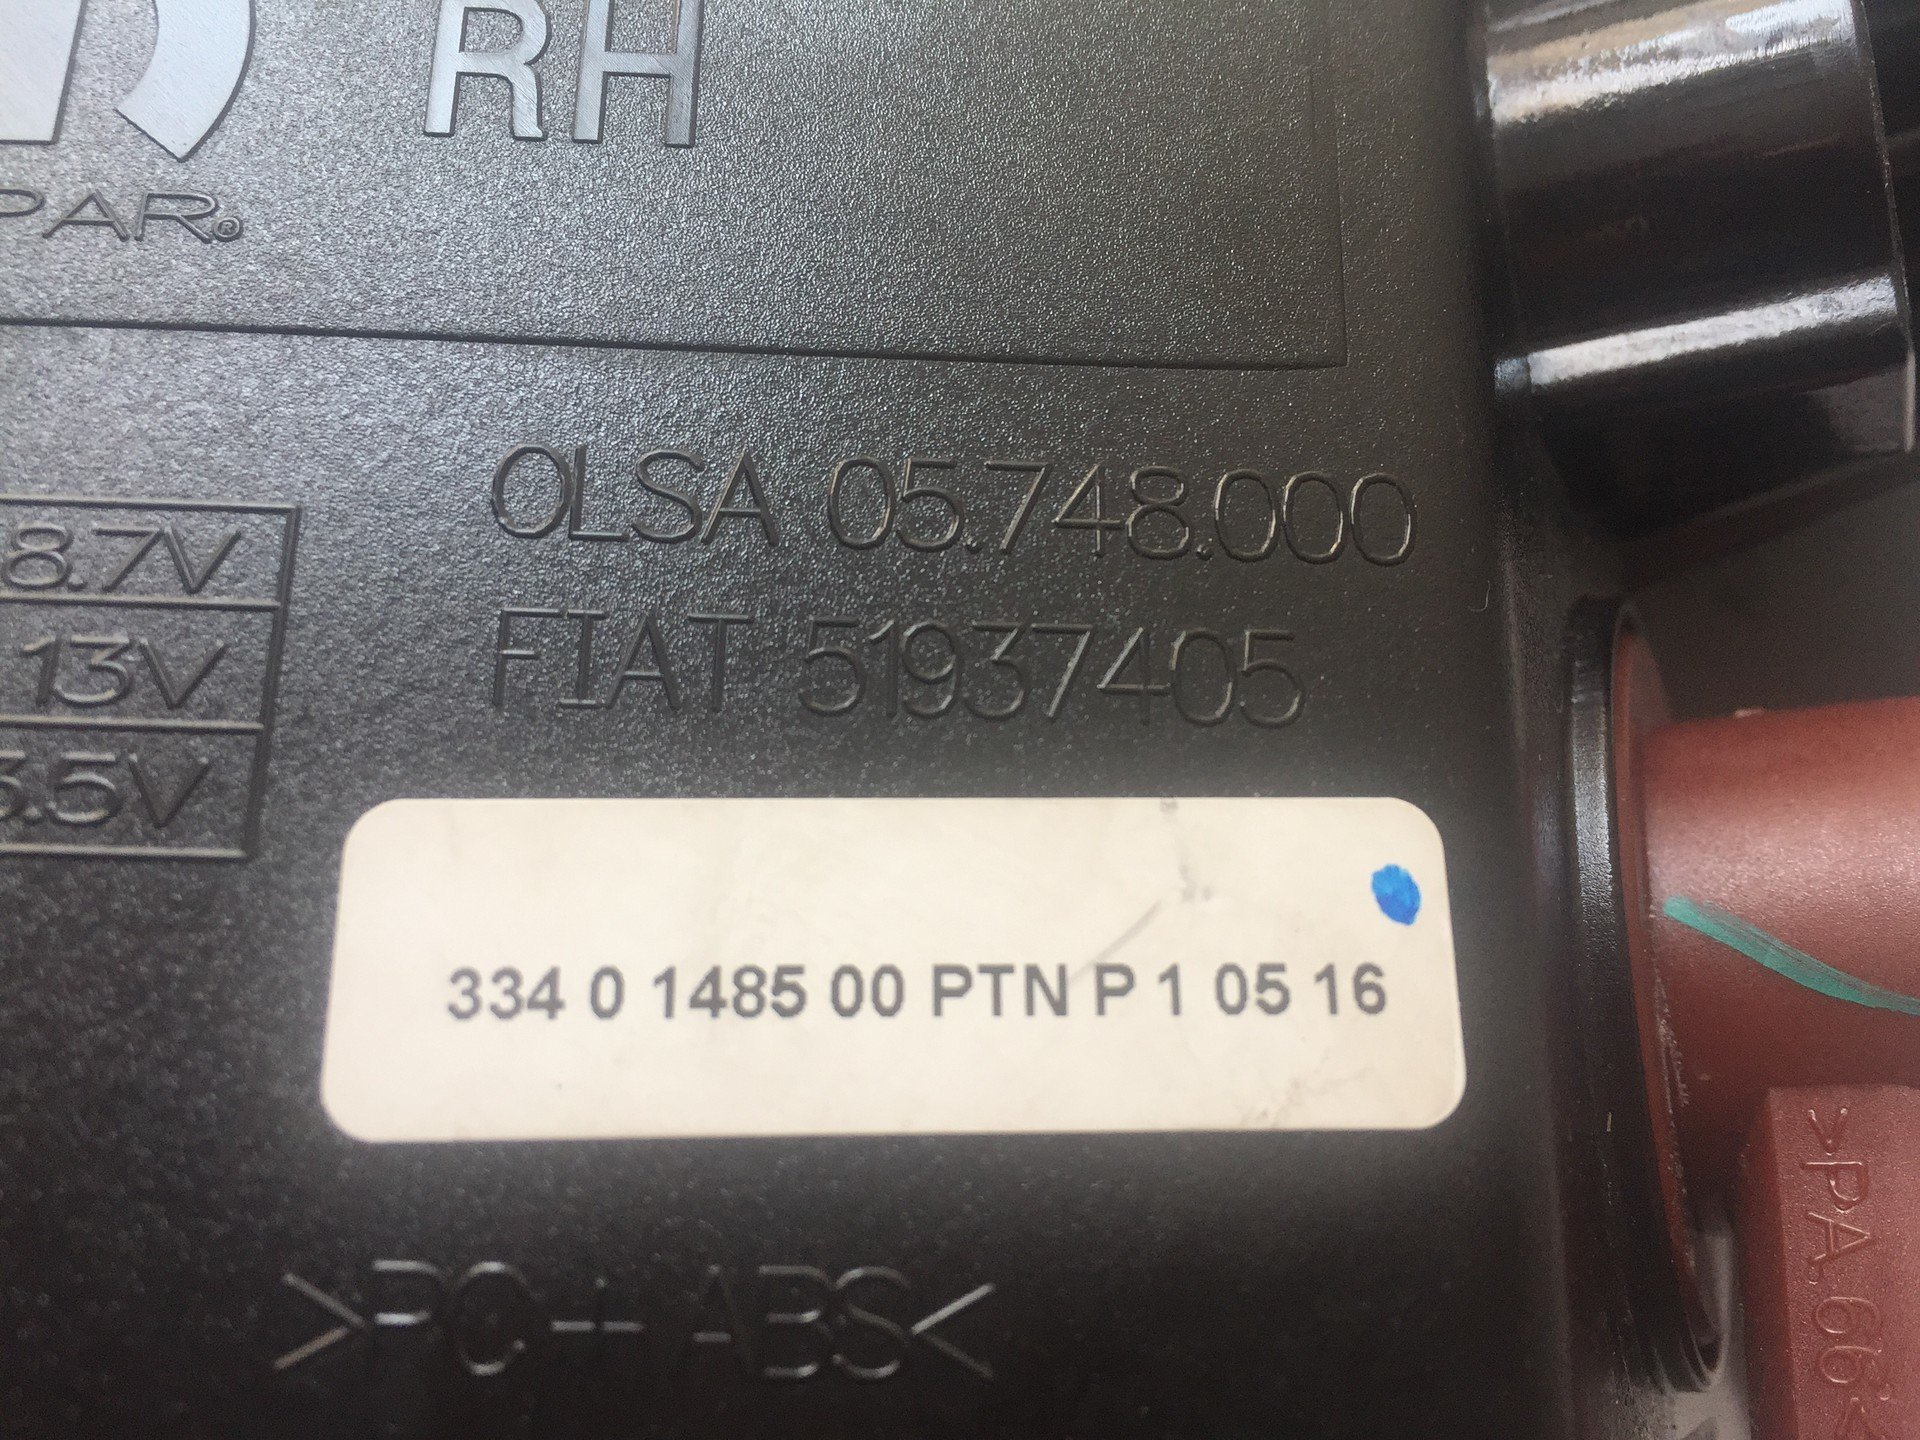 RH
PAR®
OLSA 05.748.000
8.7V
FIAT 51937405
13V
3.5V
334 0 1485 00 PTN P 1 05 16
>PC+ABS<
>PA.66<